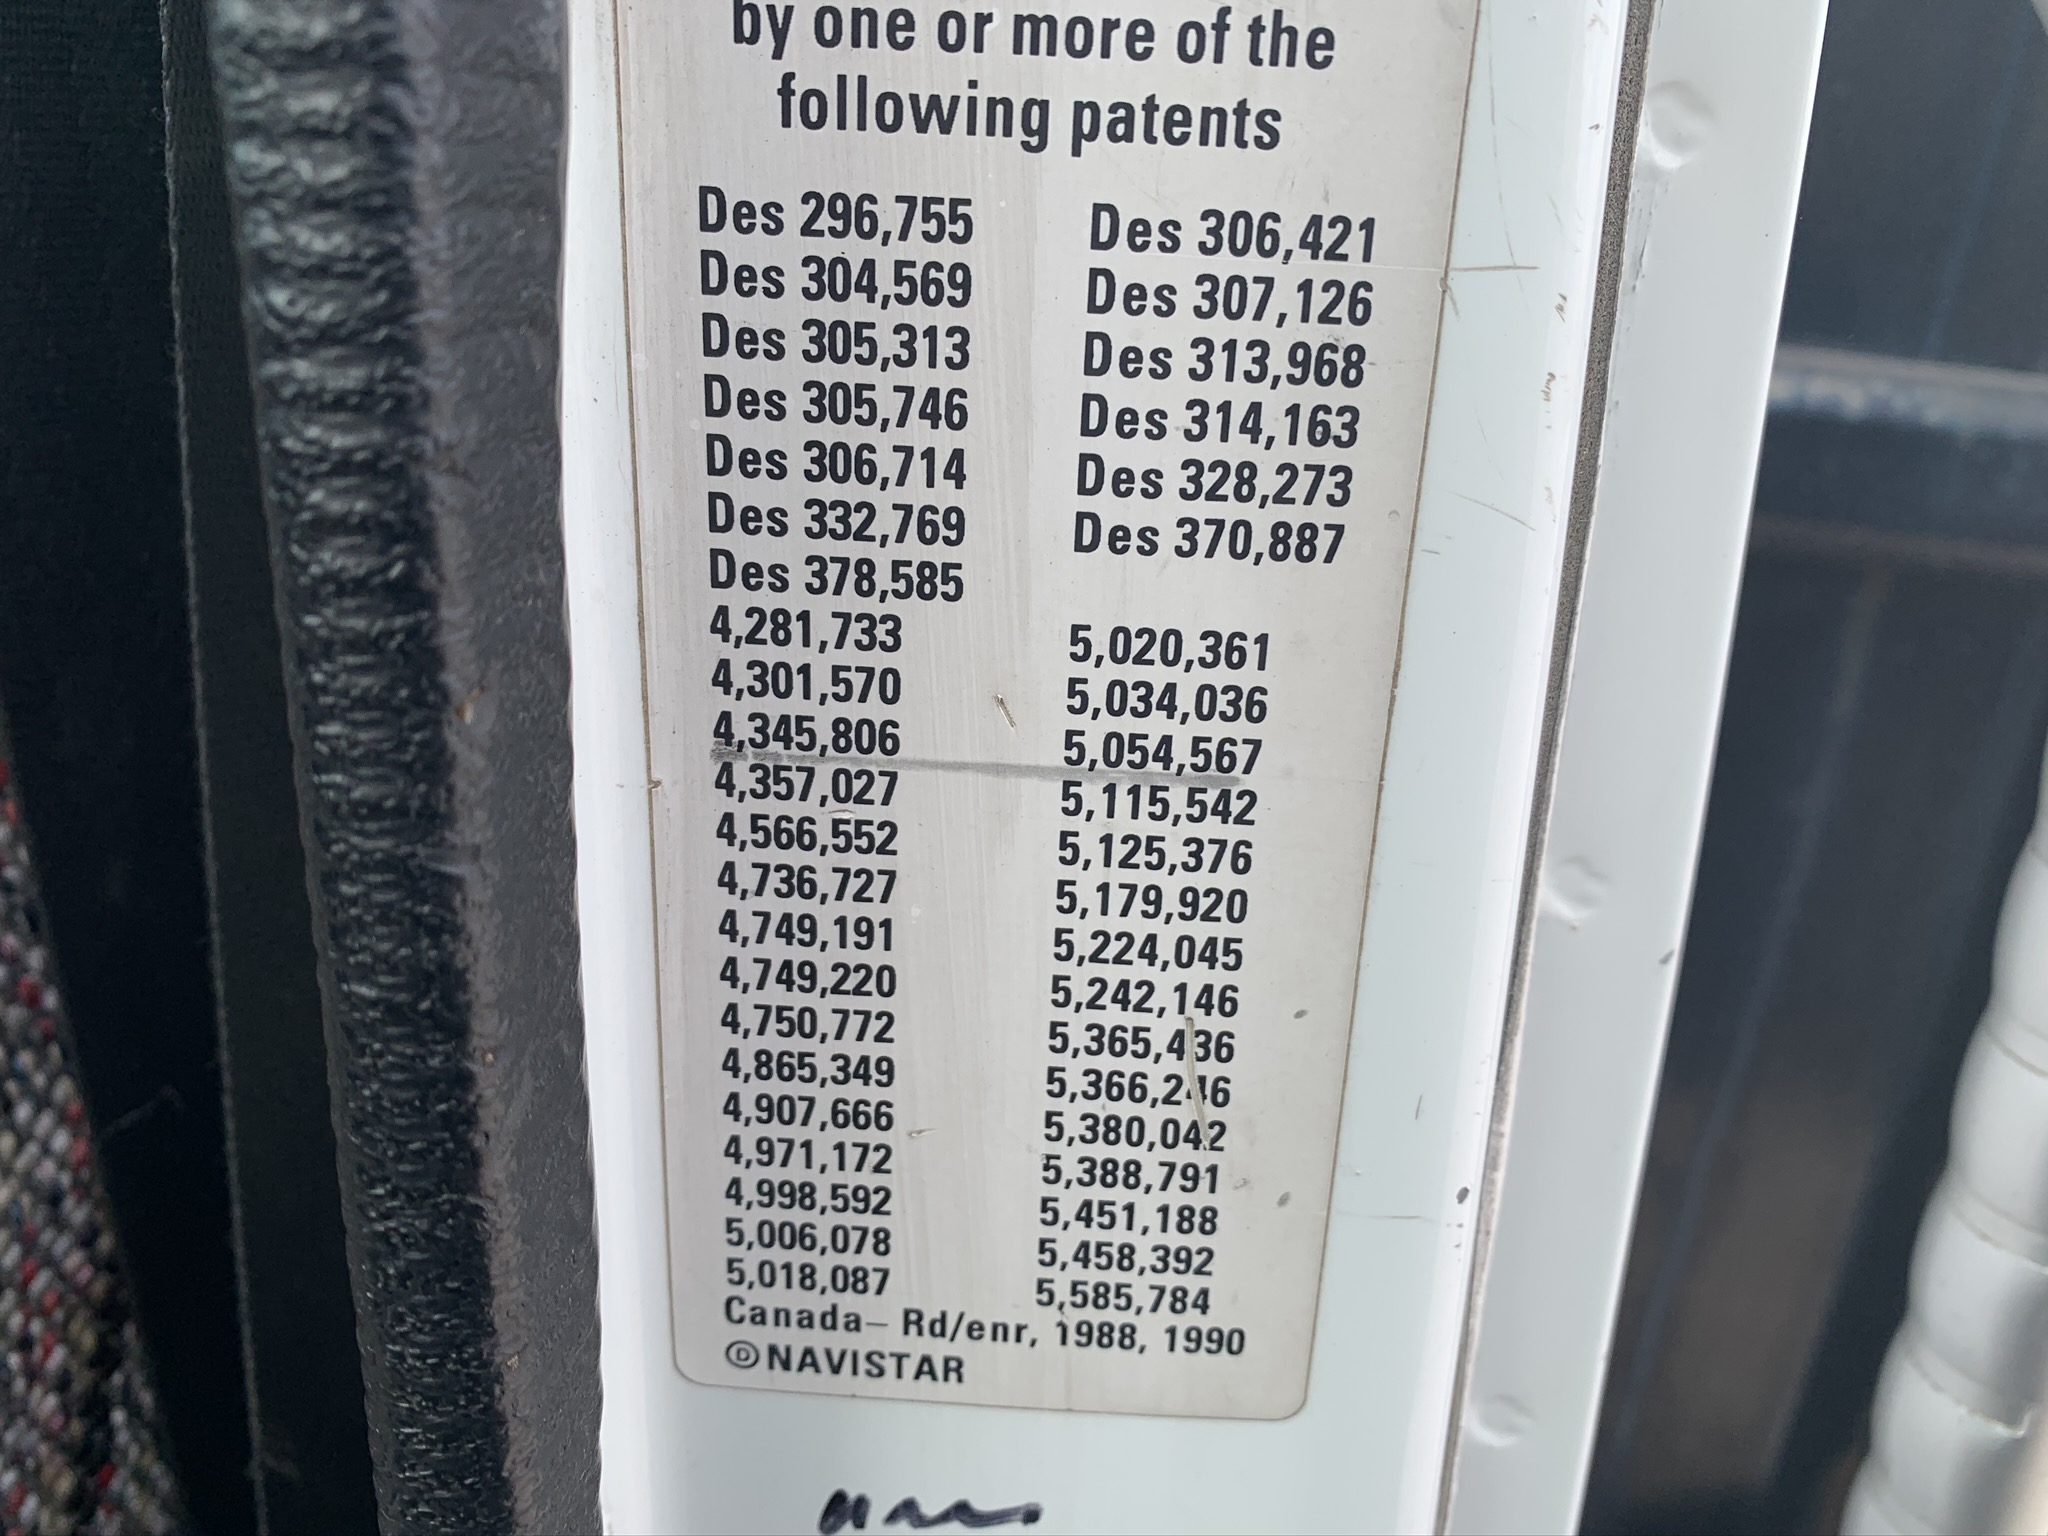 by one or more of the
following patents
Des 296,755 Des 306,421
Des 304,569 Des 307,126
Des 305,313 Des 313,968
Des 305,746 Des 314,163
Des 306,714 Des 328,273
Des 332,769 Des 370,887
Des 378,585
4,281,733 5,020,361
4,301,570 5,034,036
4,345,806 5,054,567
4,357,027 5,115,542
4,566,552 5,125,376
4,736,727 5,179,920
4,749,191 5,224,045
4,749,220 5,242,146
4,750,772 5,365,436
4,865,349 5,366,246
4,907,666 5,380,042
4,971,172 5,388,791
4,998,592 5,451,188
5,006,078 5,458,392
5,018,087 5,585,784
Canada– Rd/enr, 1988, 1990
ⒹNAVISTAR